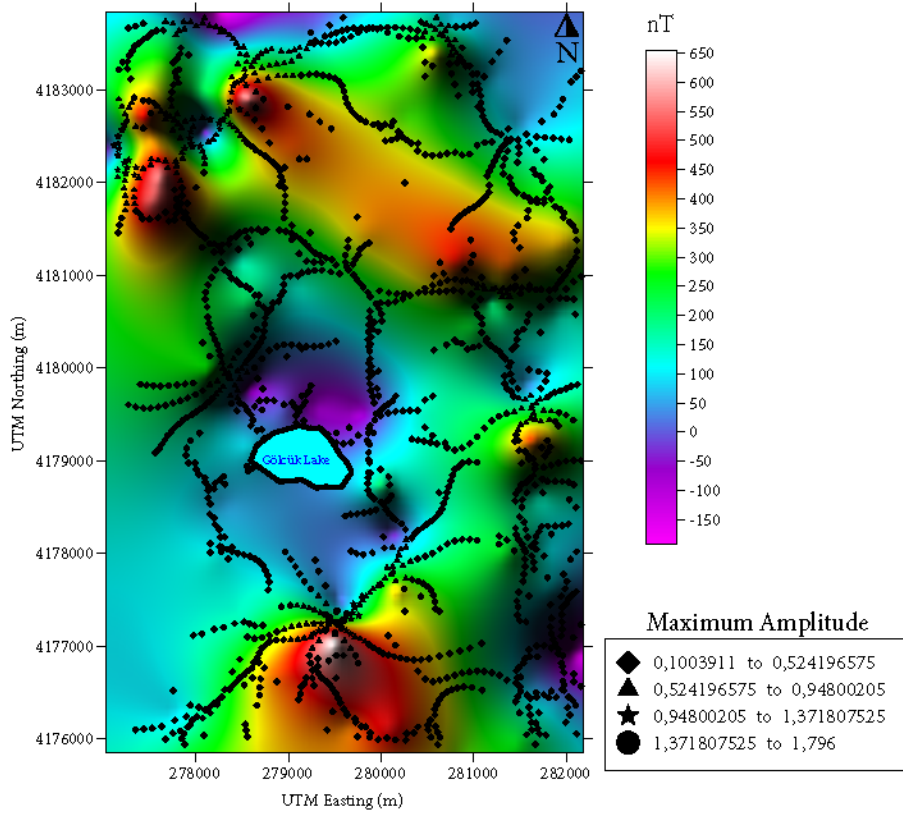 nT
N
650
600
550
500
450
400
350
300
250
200
150
100
50
0
-50
-100
-150
4183000
4182000
4181000
4180000
4179000
4178000
4177000
4176000
UTM Northing (m)
Gölcük Lake
278000 279000 280000 281000 282000
UTM Easting (m)
Maximum Amplitude
0,1003911 to 0,524196575
0,524196575 to 0,94800205
0,94800205 to 1,371807525
1,371807525 to 1,796